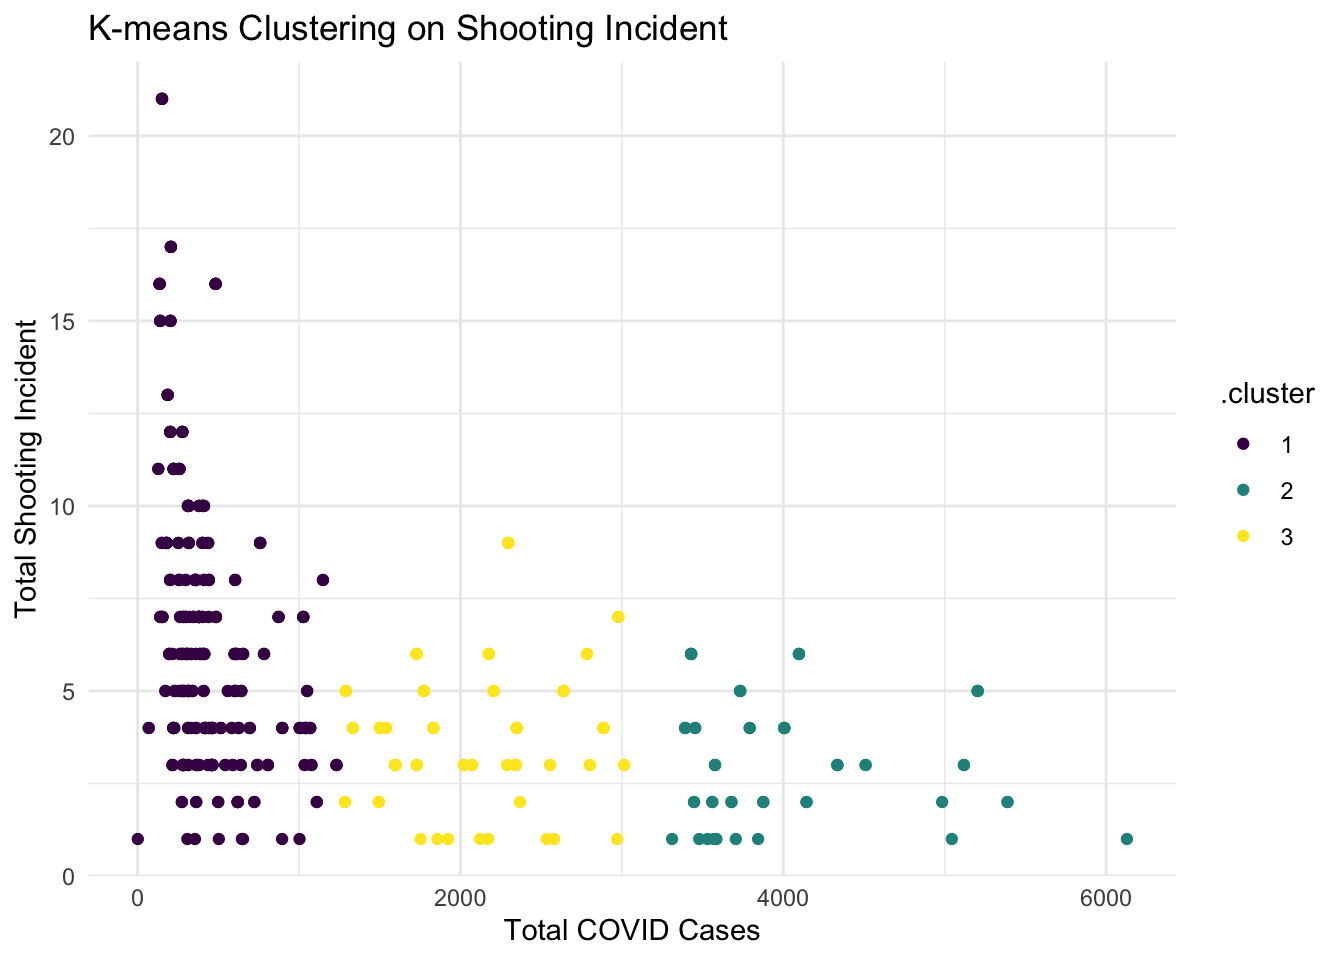 K-means Clustering on Shooting Incident
Total Shooting Incident
20
15
10
5
0
0 2000 4000 6000
Total COVID Cases
.cluster
1
2
3